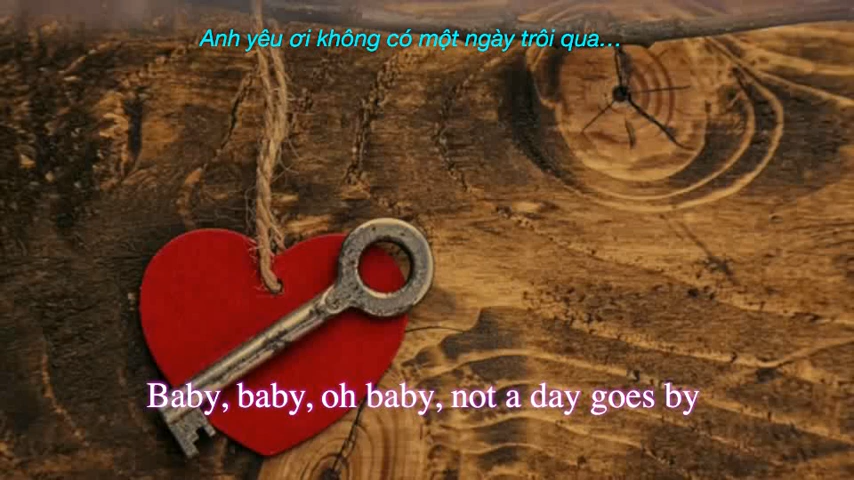 Anh yêu ơi không có một ngày trôi qua...
Baby, baby, oh baby, not a day goes by